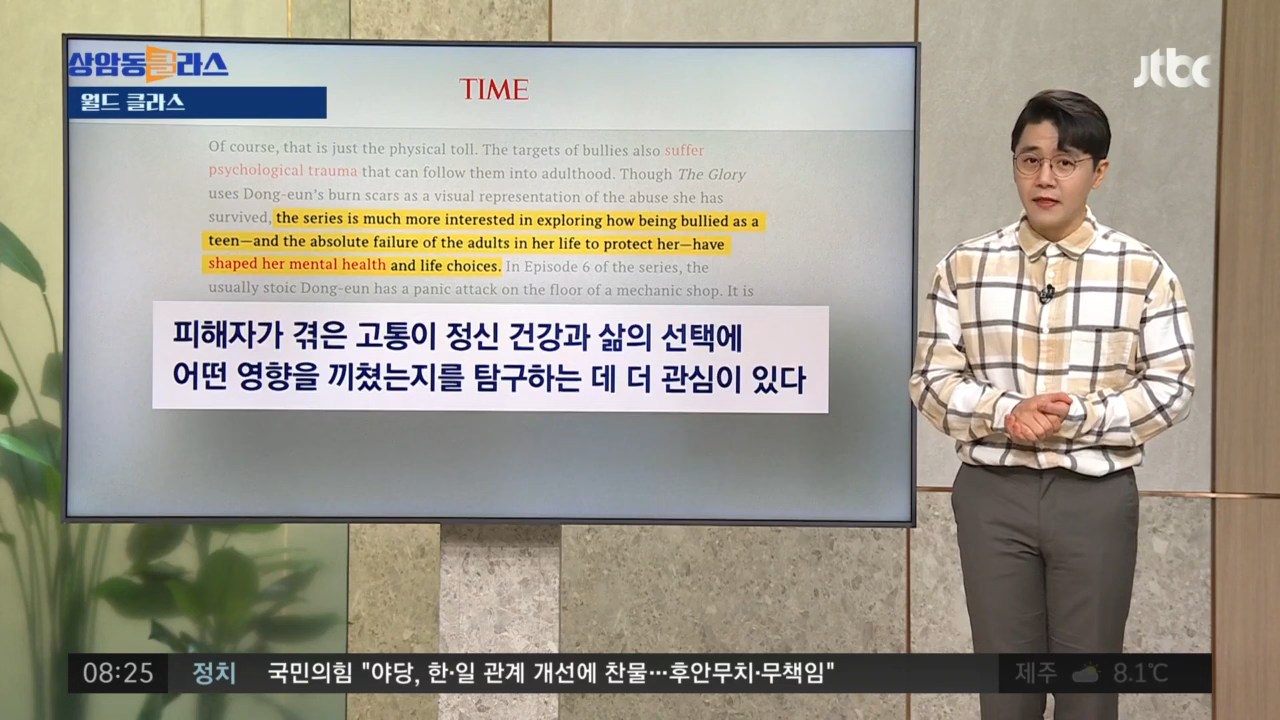 상암동클라스
월드 클라스
TIME
jtbc
Of course, that is just the physical toll. The targets of bullies also suffer
psychological trauma that can follow them into adulthood. Though The Glory
uses Dong-eun's burn scars as a visual representation of the abuse she has
survived, the series is much more interested in exploring how being bullied as a
teen—and the absolute failure of the adults in her life to protect her—have
shaped her mental health and life choices. In Episode 6 of the series, the
usually stoic Dong-eun has a panic attack on the floor of a mechanic shop. It is
피해자가 겪은 고통이 정신 건강과 삶의 선택에
어떤 영향을 끼쳤는지를 탐구하는 데 더 관심이 있다
08:25 정치 국민의힘 "야당, 한·일 관계 개선에 찬물…후안무치·무책임" 제주 8.1℃